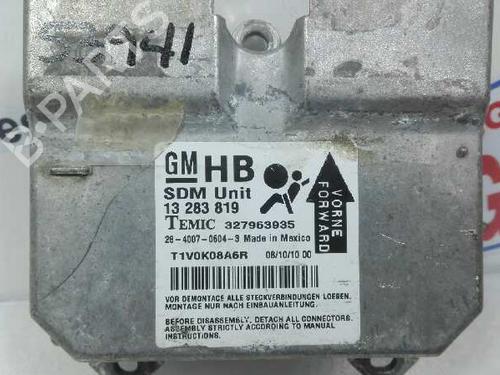 50441
B-PARTS
GM HB
SDM Unit
13 283 819
TEMIC 327963935
28-4007-0604-3 Made in Mexico
T1V0K08A6R 08/10/10 00
VORNE
FORWARD
VOR DEMONTAGE ALLE STECKVERBINDUNGEN LOESEN.
MONTAGE NUR NACH EINBAUANLEITUNG.
BEFORE DISASSEMBLY, DETACH ALL CONNECTORS.
ASSEMBLY STRICTLY ACCORDING TO MANUAL
INSTRUCTIONS.